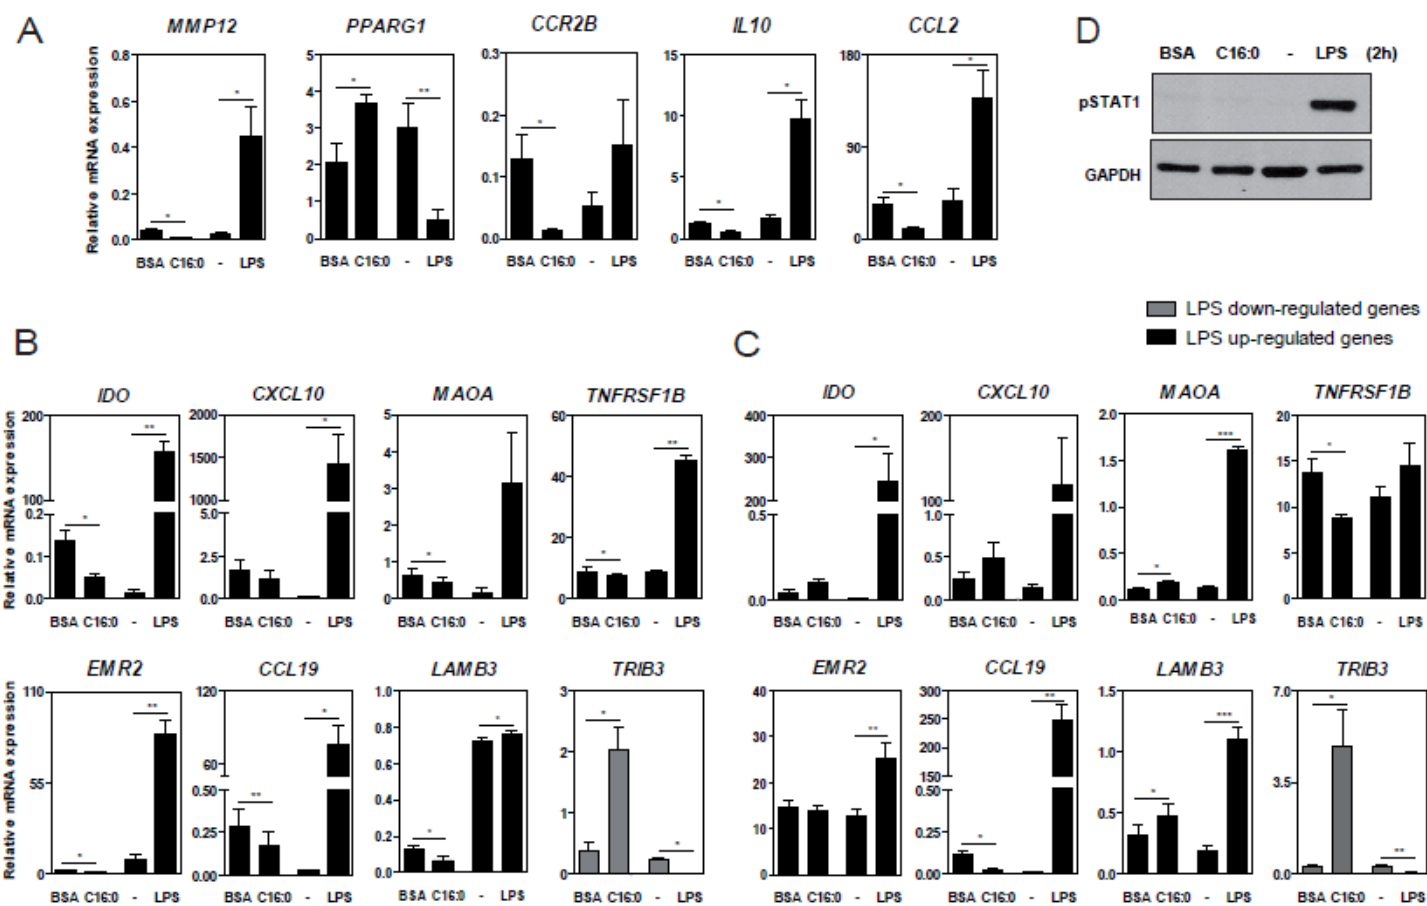 A
MMP12 PPARG1 CCR2B IL10 CCL2
Relative mRNA expression
0.8 0.6 0.4 0.2 0.0
* *
BSA C16:0 - LPS
5 4 3 2 1 0
* **
BSA C16:0 - LPS
0.3 0.2 0.1 0.0
*
BSA C16:0 - LPS
15 10 5 0
* *
BSA C16:0 - LPS
180 90 0
* *
BSA C16:0 - LPS
D
BSA C16:0 - LPS (2h)
pSTAT1
GAPDH
LPS down-regulated genes
LPS up-regulated genes
B
IDO CXCL10 MAOA TNFRSF1B
Relative mRNA expression
200 100 0.2 0.1 0.0
* **
BSA C16:0 - LPS
2000 1500 1000 5.0 2.5 0.0
*
BSA C16:0 - LPS
5 4 3 2 1 0
*
BSA C16:0 - LPS
60 40 20 0
* **
BSA C16:0 - LPS
EMR2 CCL19 LAMB3 TRIB3
Relative mRNA expression
110 55 0
* **
BSA C16:0 - LPS
120 60 0.50 0.25 0.00
** *
BSA C16:0 - LPS
1.0 0.8 0.6 0.4 0.2 0.0
* *
BSA C16:0 - LPS
3 2 1 0
* *
BSA C16:0 - LPS
C
IDO CXCL10 MAOA TNFRSF1B
400 300 200 0.5 0.0
*
BSA C16:0 - LPS
200 100 1.0 0.5 0.0
BSA C16:0 - LPS
2.0 1.5 1.0 0.5 0.0
* ***
BSA C16:0 - LPS
20 15 10 5 0
*
BSA C16:0 - LPS
EMR2 CCL19 LAMB3 TRIB3
40 30 20 10 0
**
BSA C16:0 - LPS
300 250 200 150 0.50 0.25 0.00
* **
BSA C16:0 - LPS
1.5 1.0 0.5 0.0
* ***
BSA C16:0 - LPS
7.0 3.5 0.0
* **
BSA C16:0 - LPS